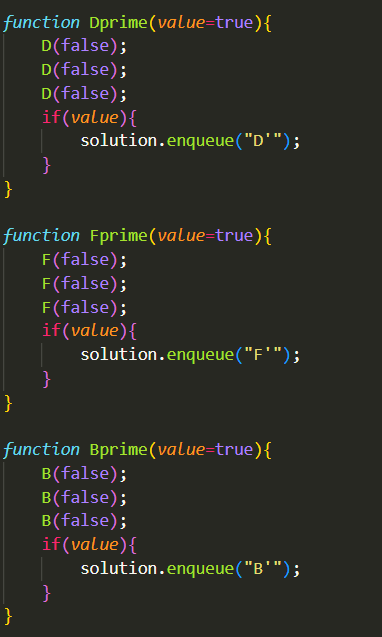 function Dprime(value=true){
    D(false);
    D(false);
    D(false);
    if(value){
        solution.enqueue("D'");
    }
}

function Fprime(value=true){
    F(false);
    F(false);
    F(false);
    if(value){
        solution.enqueue("F'");
    }
}

function Bprime(value=true){
    B(false);
    B(false);
    B(false);
    if(value){
        solution.enqueue("B'");
    }
}